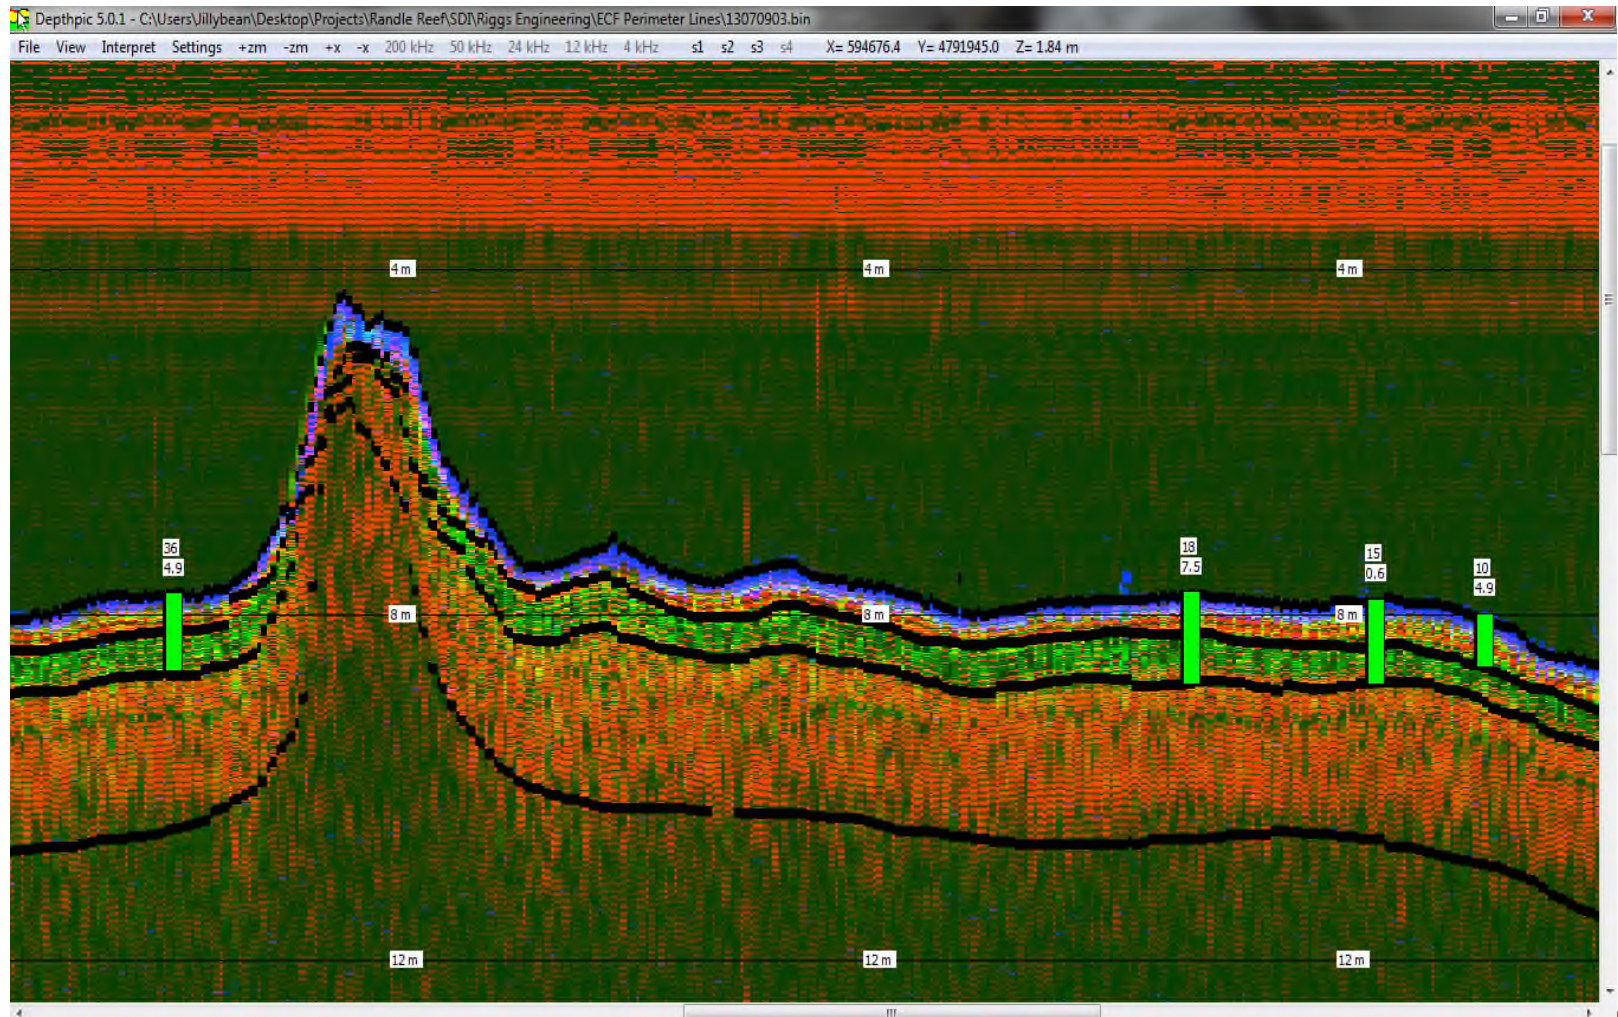 Depthpic 5.0.1 - C:\Users\Jillybean\Desktop\Projects\Randle Reef\SDI\Riggs Engineering\ECF Perimeter Lines\13070903.bin
File View Interpret Settings +zm -zm +x -x 200 kHz 50 kHz 24 kHz 12 kHz 4 kHz s1 s2 s3 s4 X= 594676.4 Y= 4791945.0 Z= 1.84 m
4 m 4 m 4 m
36
4.9
18
7.5
15
0.6
10
4.9
8 m 8 m 8 m
12 m 12 m 12 m